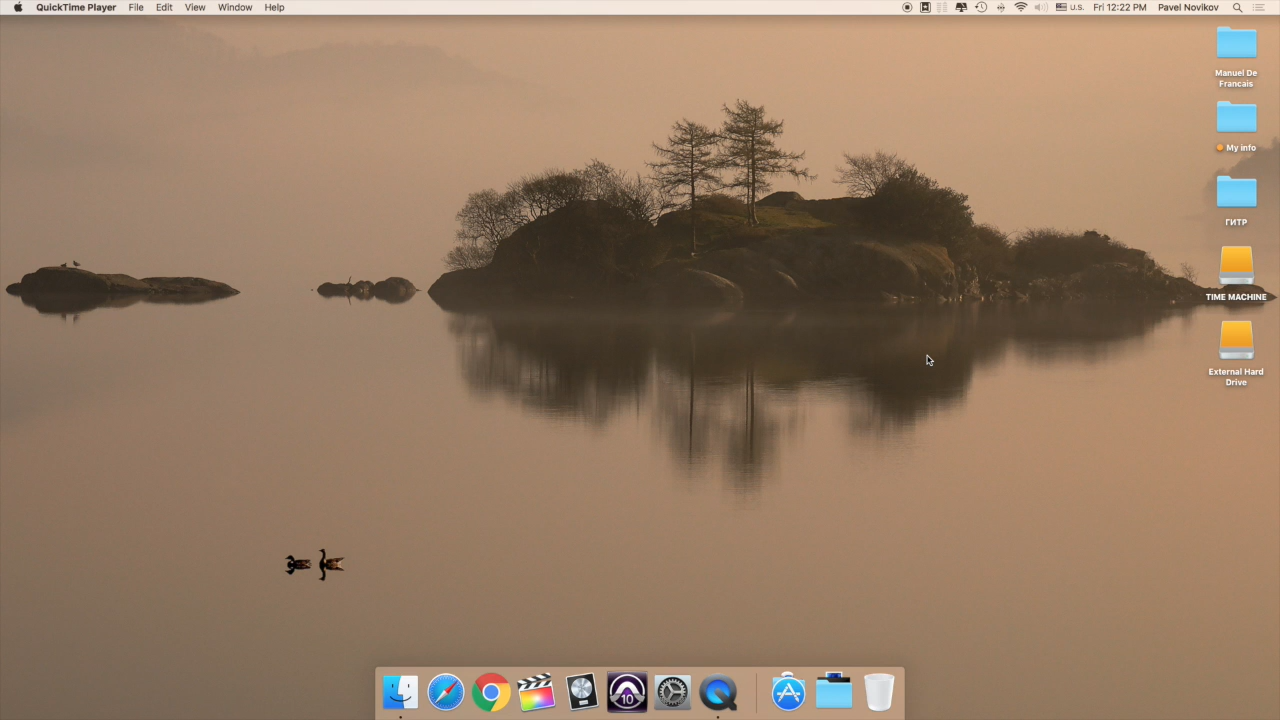 QuickTime Player File Edit View Window Help U.S. Fri 12:22 PM Pavel Novikov
Manuel De
Francais
My info
ГИТР
TIME MACHINE
External Hard
Drive
10